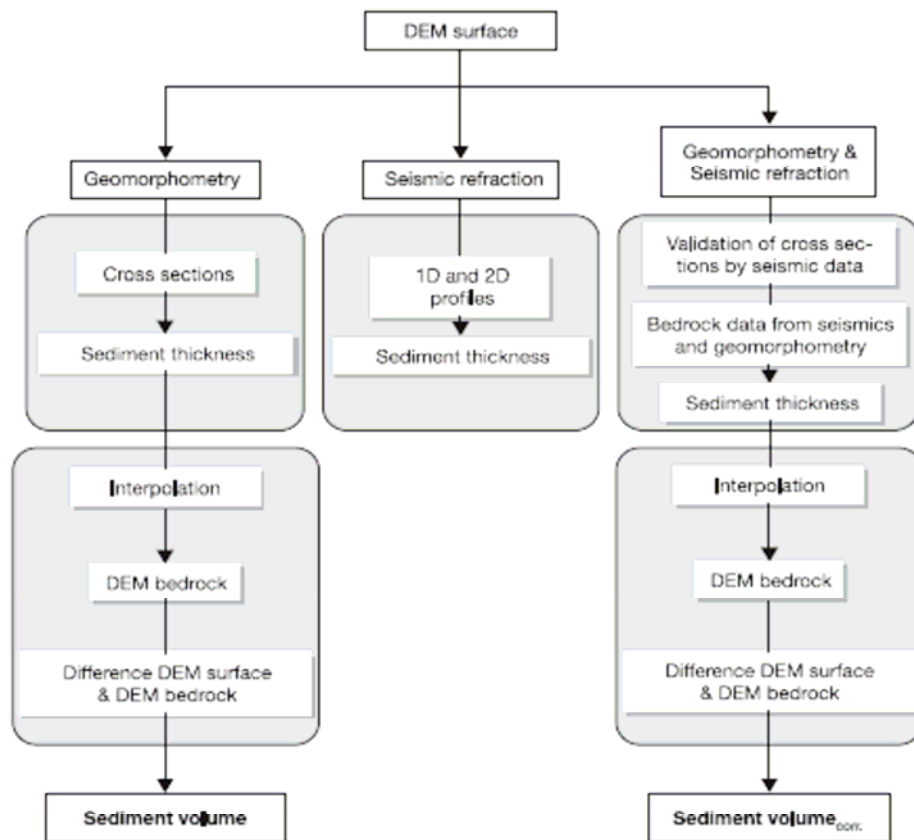 DEM surface
Geomorphometry
Seismic refraction
Geomorphometry &
Seismic refraction
Cross sections
Sediment thickness
1D and 2D
profiles
Sediment thickness
Validation of cross sec-
tions by seismic data
Bedrock data from seismics
and geomorphometry
Sediment thickness
Interpolation
DEM bedrock
Difference DEM surface
& DEM bedrock
Sediment volume
Interpolation
DEM bedrock
Difference DEM surface
& DEM bedrock
Sediment volume corr.